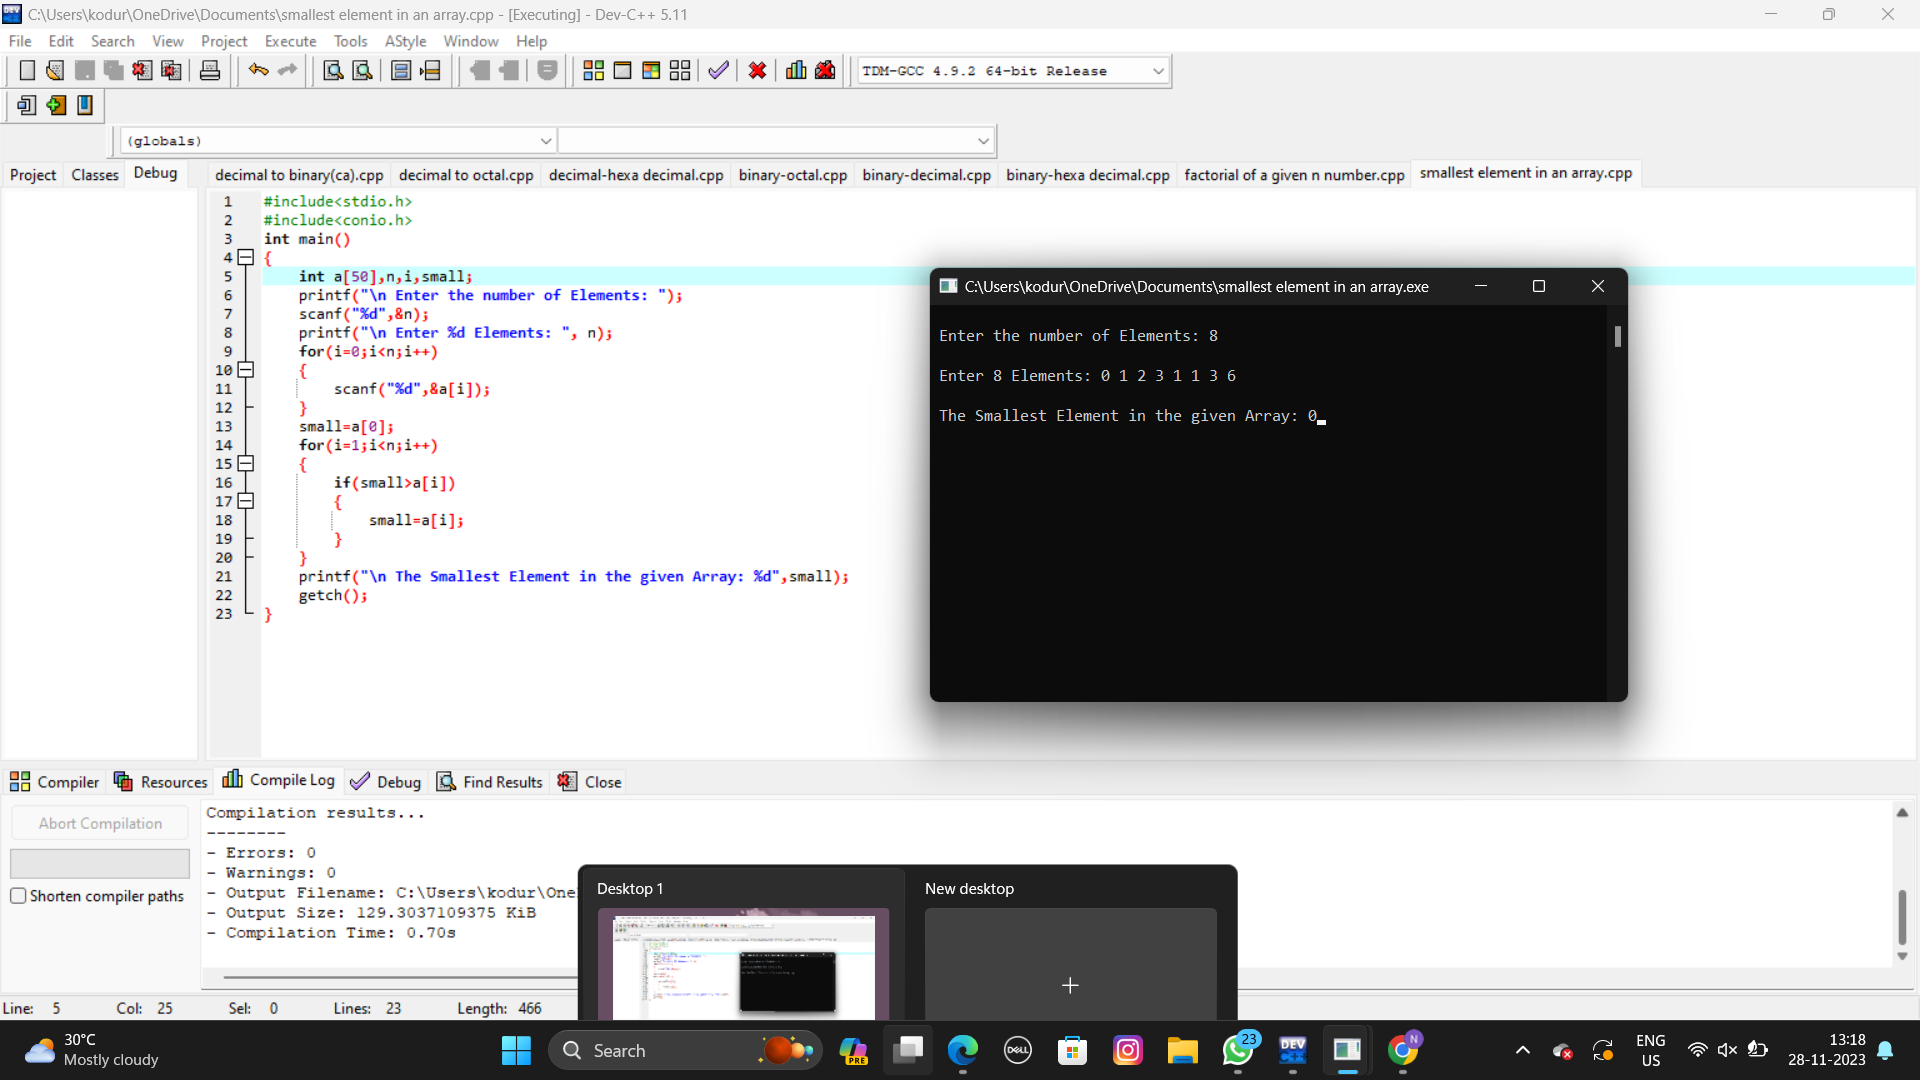 C:\Users\kodur\OneDrive\Documents\smallest element in an array.cpp - [Executing] - Dev-C++ 5.11
File Edit Search View Project Execute Tools AStyle Window Help
TDM-GCC 4.9.2 64-bit Release
(globals)
Project Classes Debug
decimal to binary(ca).cpp decimal to octal.cpp decimal-hexa decimal.cpp binary-octal.cpp binary-decimal.cpp binary-hexa decimal.cpp factorial of a given n number.cpp smallest element in an array.cpp
1 #include<stdio.h>
2 #include<conio.h>
3 int main()
4 {
5 int a[50],n,i,small;
6 printf("\n Enter the number of Elements: ");
7 scanf("%d",&n);
8 printf("\n Enter %d Elements: ", n);
9 for(i=0;i<n;i++)
10 {
11 scanf("%d",&a[i]);
12 }
13 small=a[0];
14 for(i=1;i<n;i++)
15 {
16 if(small>a[i])
17 {
18 small=a[i];
19 }
20 }
21 printf("\n The Smallest Element in the given Array: %d",small);
22 getch();
23 }
C:\Users\kodur\OneDrive\Documents\smallest element in an array.exe
Enter the number of Elements: 8
Enter 8 Elements: 0 1 2 3 1 1 3 6
The Smallest Element in the given Array: 0
Compiler Resources Compile Log Debug Find Results Close
Abort Compilation
Shorten compiler paths
Compilation results...
--------
- Errors: 0
- Warnings: 0
- Output Filename: C:\Users\kodur\One
- Output Size: 129.3037109375 KiB
- Compilation Time: 0.70s
Desktop 1
New desktop
Line: 5 Col: 25 Sel: 0 Lines: 23 Length: 466
30°C
Mostly cloudy
Search
PRE
DELL
23
DEV
C++
N
ENG
US
13:18
28-11-2023